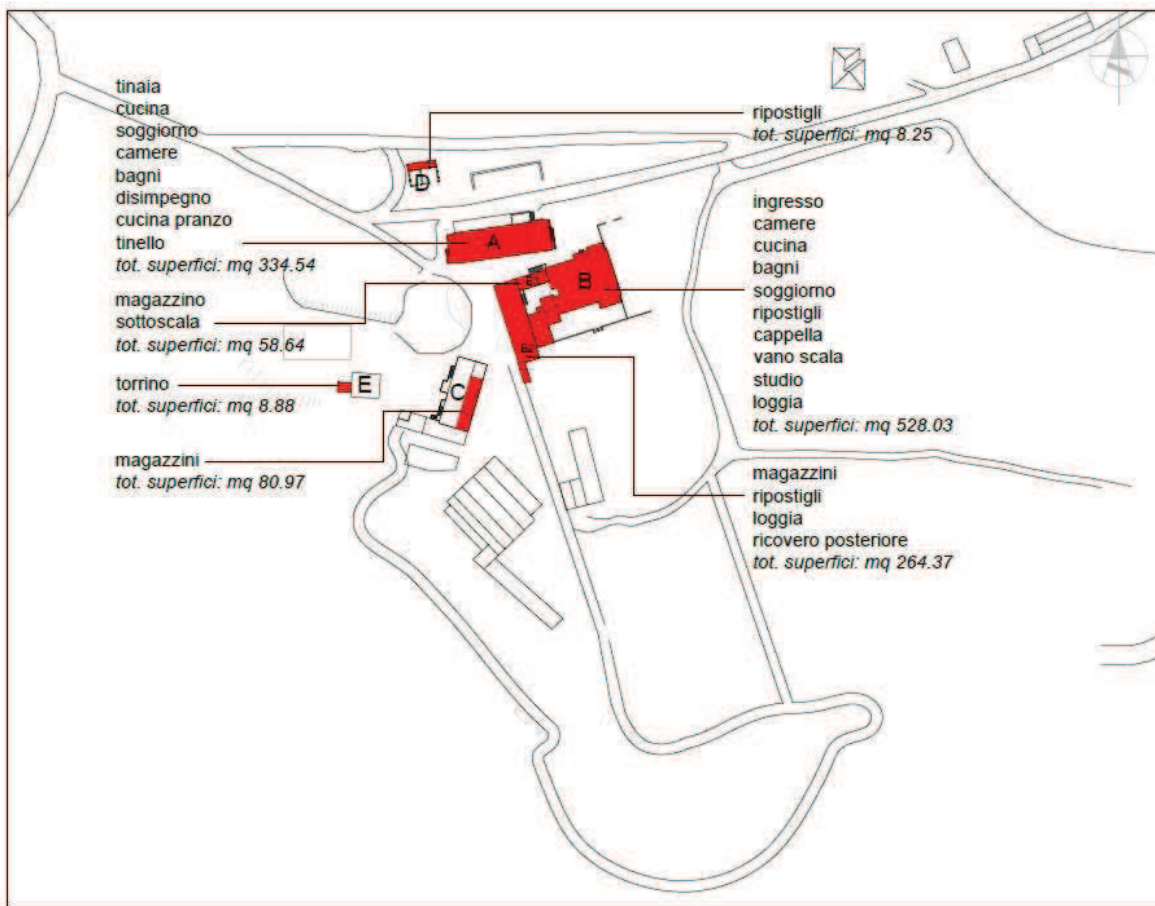 tinaia
cucina
soggiorno
camere
bagni
disimpegno
cucina pranzo
tinello
tot. superfici: mq 334.54
magazzino
sottoscala
tot. superfici: mq 58.64
torrino
tot. superfici: mq 8.88
magazzini
tot. superfici: mq 80.97
ripostigli
tot. superfici: mq 8.25
ingresso
camere
cucina
bagni
soggiorno
ripostigli
cappella
vano scala
studio
loggia
tot. superfici: mq 528.03
magazzini
ripostigli
loggia
ricovero posteriore
tot. superfici: mq 264.37
D
A
B
E
C